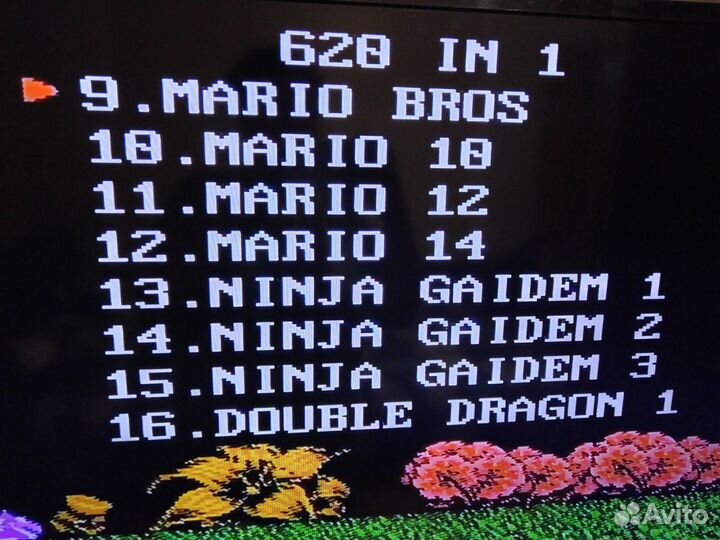 620 IN 1
9.MARIO BROS
10.MARIO 10
11.MARIO 12
12.MARIO 14
13.NINJA GAIDEM 1
14.NINJA GAIDEM 2
15.NINJA GAIDEM 3
16.DOUBLE DRAGON 1
Avito